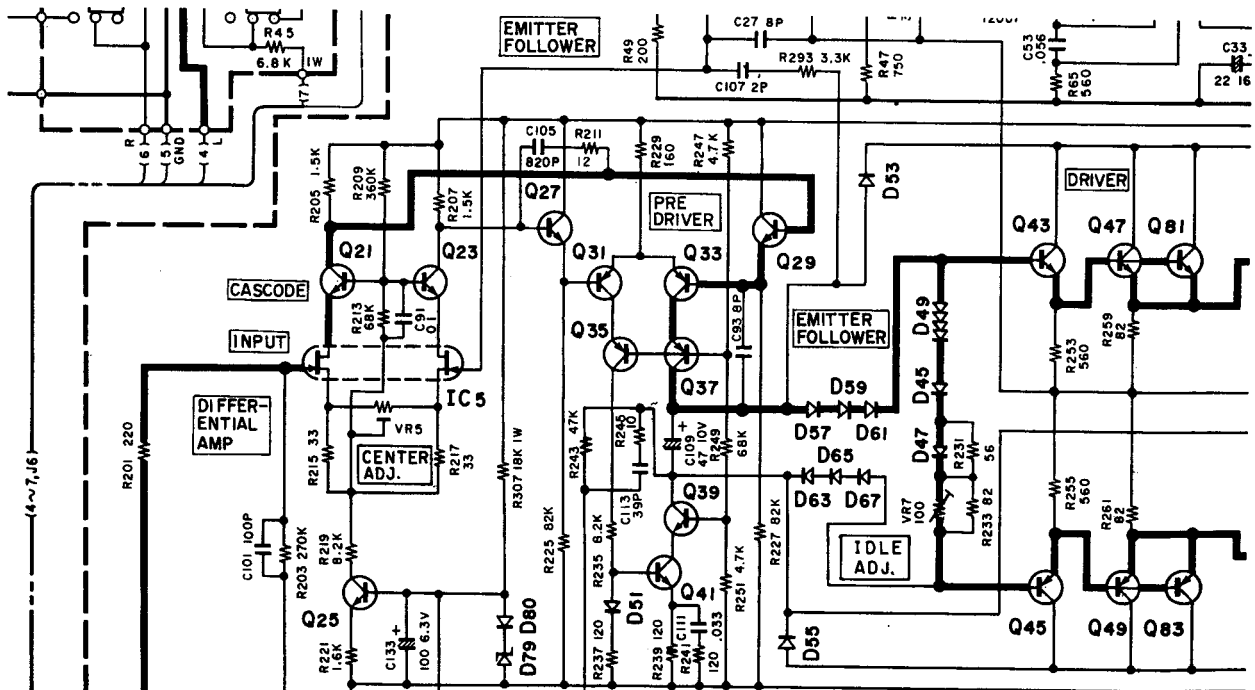 R45
6.8K 1W
(7)
R
(6
(5
GND
(4
L
(4~7,J6)
EMITTER
FOLLOWER
R49
200
C27 8P
R293 3.3K
C107 2P
R47
750
C53
.056
R65
560
C33
22 16
R205 1.5K
R209
360K
R207
1.5K
C105
820P
R211
12
R229
160
R247
4.7K
D53
DRIVER
Q27
PRE
DRIVER
Q43
Q47
Q81
Q21
Q23
Q31
Q33
Q29
CASCODE
R213
68K
C91
0.1
Q35
C93 8P
EMITTER
FOLLOWER
D49
R253
560
R259
82
INPUT
IC5
Q37
D45
D59
DIFFER-
ENTIAL
AMP
VR5
CENTER
ADJ.
R201 220
R215 33
R217
33
R307 18K 1W
R243 47K
R245
10
C109
47 10V
R249
68K
D57
D61
D47
R231
56
D65
D63
D67
C113
39P
Q39
R255
560
R261
82
VR7
100
R233 82
IDLE
ADJ.
C101 100P
R203 270K
R219
8.2K
R225 82K
R235 8.2K
R227 82K
R251 4.7K
Q25
Q41
D51
Q45
Q49
Q83
R221
1.6K
C133
100 6.3V
D79 D80
R237 120
R239 120
R241
120
C111
.033
D55